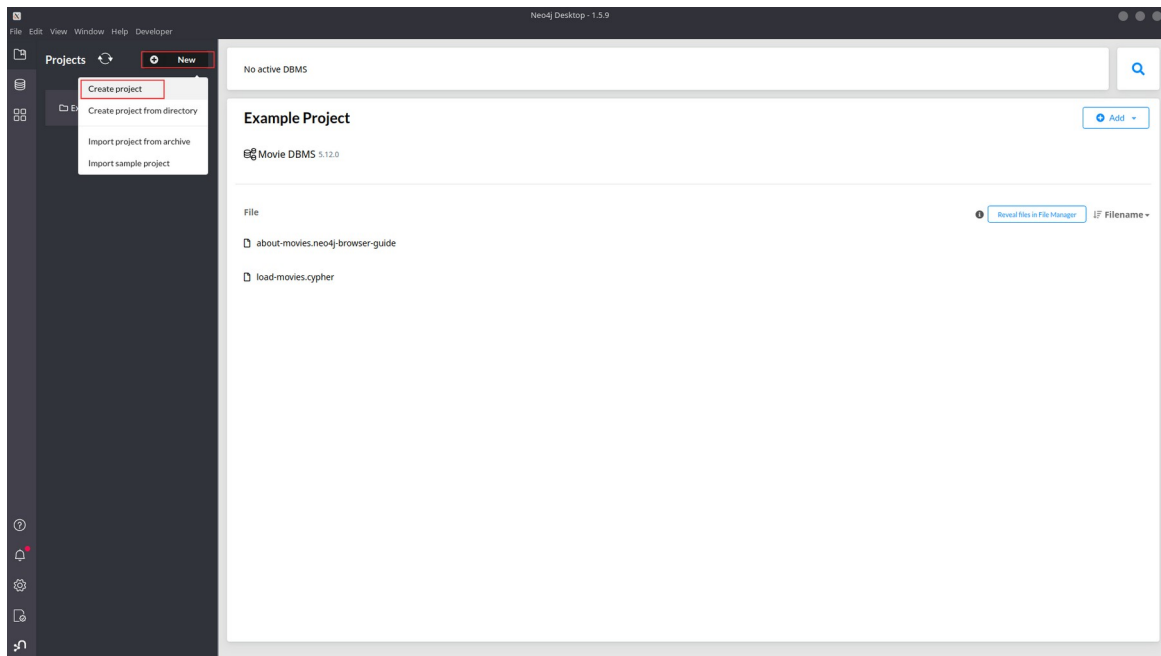 Neo4j Desktop - 1.5.9
File Edit View Window Help Developer
Projects
New
Create project
Create project from directory
Import project from archive
Import sample project
No active DBMS
Example Project
Add
Movie DBMS 5.12.0
File
Reveal files in File Manager
Filename
about-movies.neo4j-browser-guide
load-movies.cypher